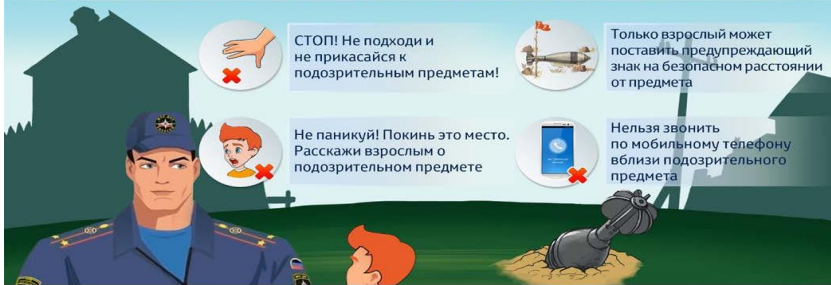 СТОП! Не подходи и
не прикасайся к
подозрительным предметам!
Только взрослый может
поставить предупреждающий
знак на безопасном расстоянии
от предмета
Не паникуй! Покинь это место.
Расскажи взрослым о
подозрительном предмете
Нельзя звонить
по мобильному телефону
вблизи подозрительного
предмета